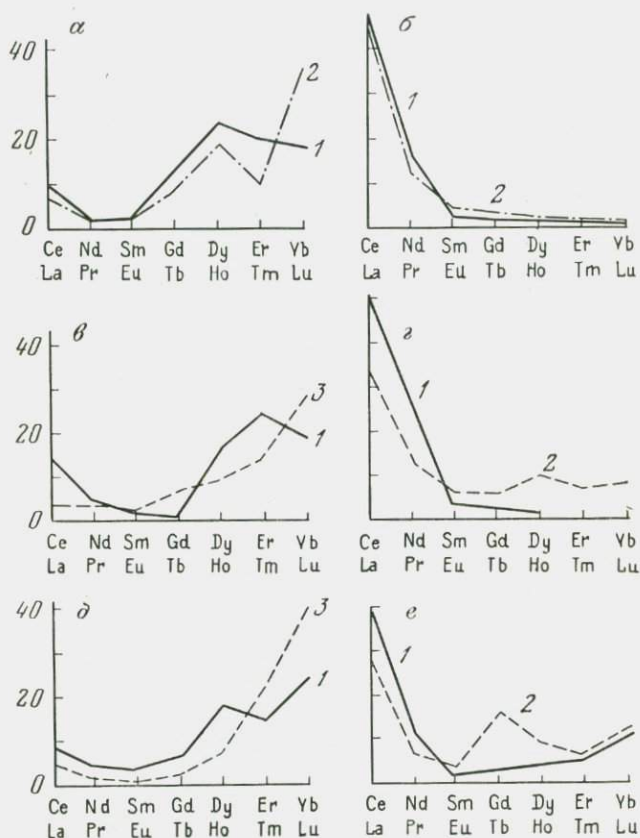 а
б
40
20
0
2
1
1
2
Ce Nd Sm Gd Dy Er Yb
La Pr Eu Tb Ho Tm Lu
Ce Nd Sm Gd Dy Er Yb
La Pr Eu Tb Ho Tm Lu
в
г
40
20
0
3
1
1
2
Ce Nd Sm Gd Dy Er Yb
La Pr Eu Tb Ho Tm Lu
Ce Nd Sm Gd Dy Er Yb
La Pr Eu Tb Ho Tm Lu
д
е
40
20
0
3
1
1
2
Ce Nd Sm Gd Dy Er Yb
La Pr Eu Tb Ho Tm Lu
Ce Nd Sm Gd Dy Er Yb
La Pr Eu Tb Ho Tm Lu